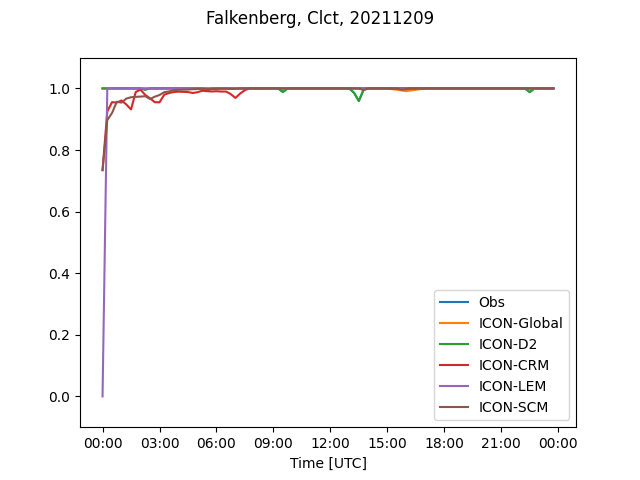 Falkenberg, Clct, 20211209
1.0
0.8
0.6
0.4
0.2
0.0
Obs
ICON-Global
ICON-D2
ICON-CRM
ICON-LEM
ICON-SCM
00:00 03:00 06:00 09:00 12:00 15:00 18:00 21:00 00:00
Time [UTC]